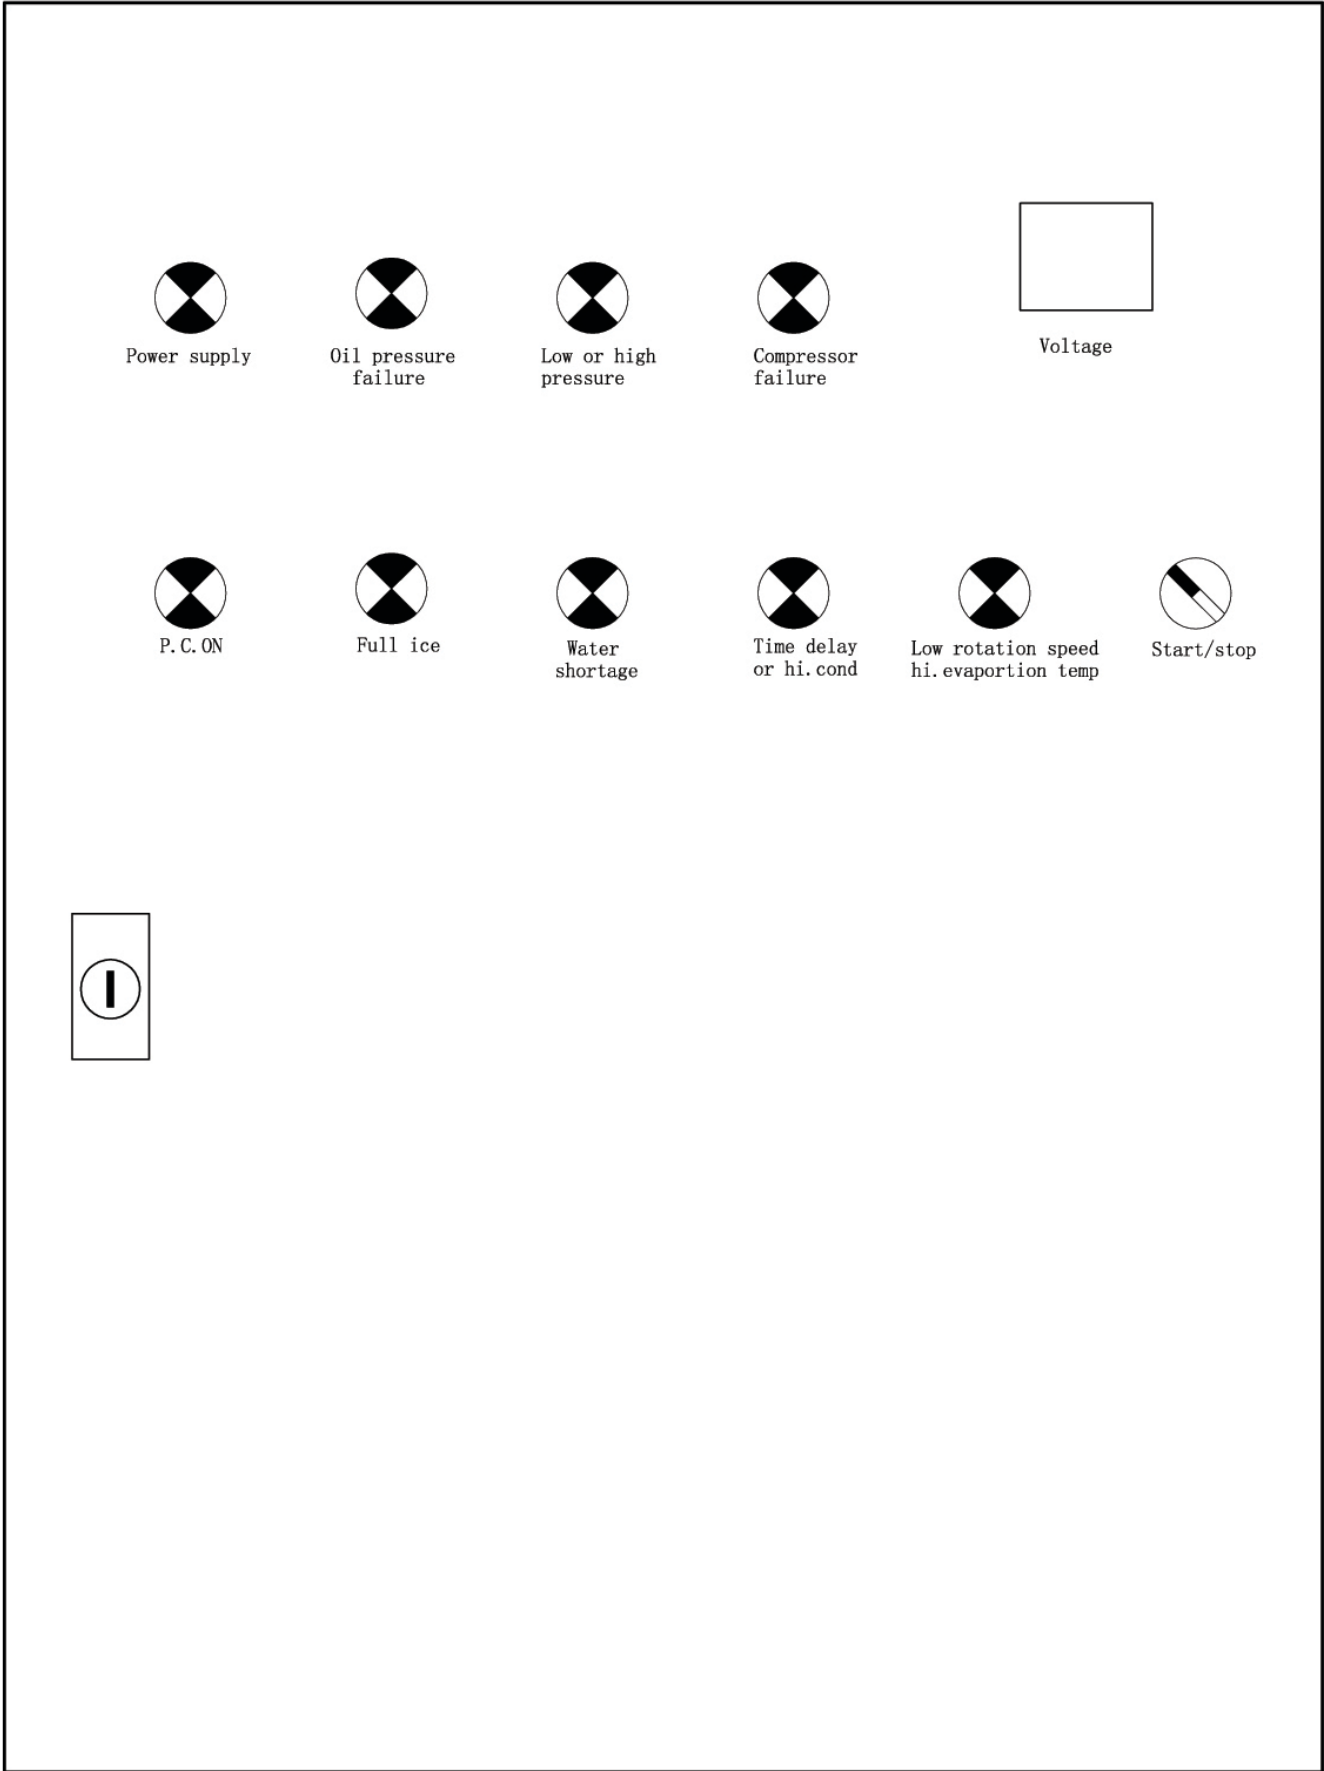 Power supply
Oil pressure
failure
Low or high
pressure
Compressor
failure
Voltage
P.C.ON
Full ice
Water
shortage
Time delay
or hi.cond
Low rotation speed
hi.evaportion temp
Start/stop